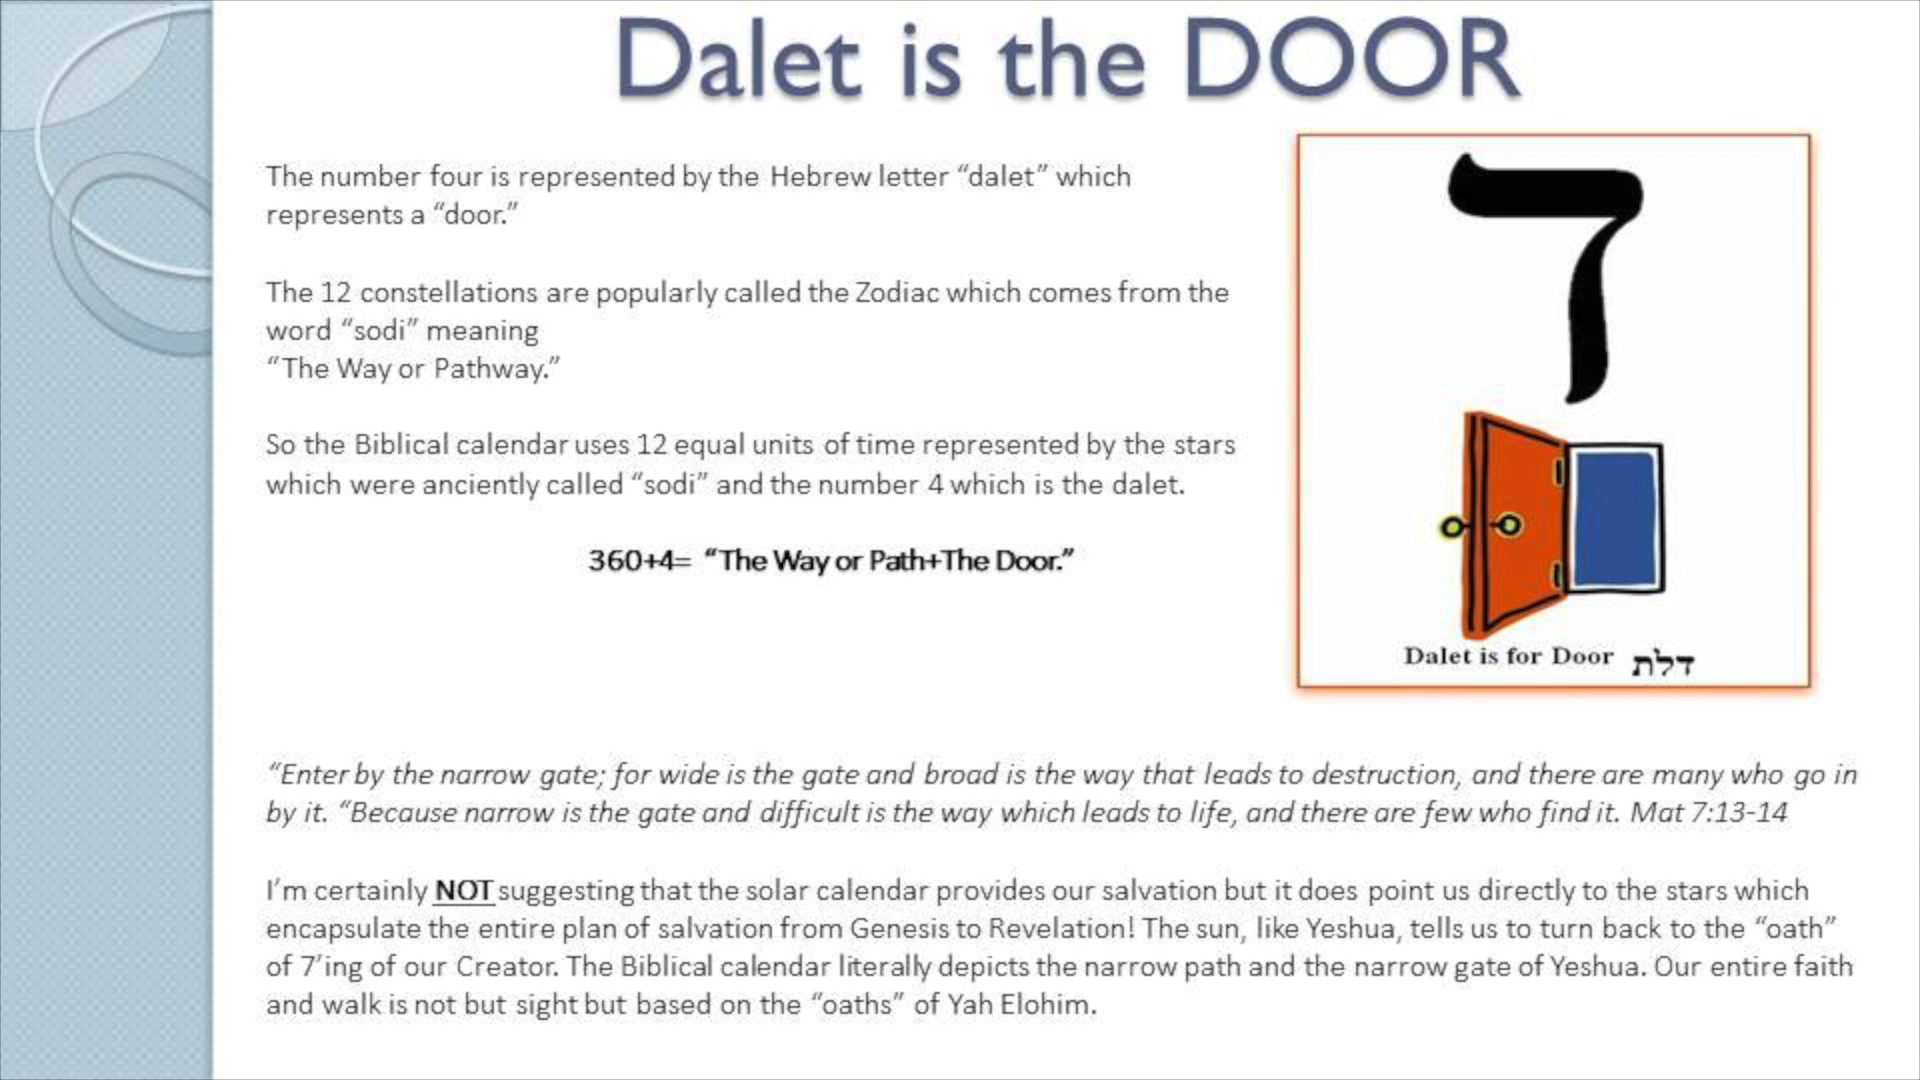 Dalet is the DOOR
The number four is represented by the Hebrew letter “dalet” which
represents a “door.”
The 12 constellations are popularly called the Zodiac which comes from the
word “sodi” meaning
“The Way or Pathway.”
So the Biblical calendar uses 12 equal units of time represented by the stars
which were anciently called “sodi” and the number 4 which is the dalet.
360+4= “The Way or Path+The Door.”
ד
Dalet is for Door דלת
“Enter by the narrow gate; for wide is the gate and broad is the way that leads to destruction, and there are many who go in
by it. “Because narrow is the gate and difficult is the way which leads to life, and there are few who find it. Mat 7:13-14
I’m certainly NOT suggesting that the solar calendar provides our salvation but it does point us directly to the stars which
encapsulate the entire plan of salvation from Genesis to Revelation! The sun, like Yeshua, tells us to turn back to the “oath”
of 7’ing of our Creator. The Biblical calendar literally depicts the narrow path and the narrow gate of Yeshua. Our entire faith
and walk is not but sight but based on the “oaths” of Yah Elohim.